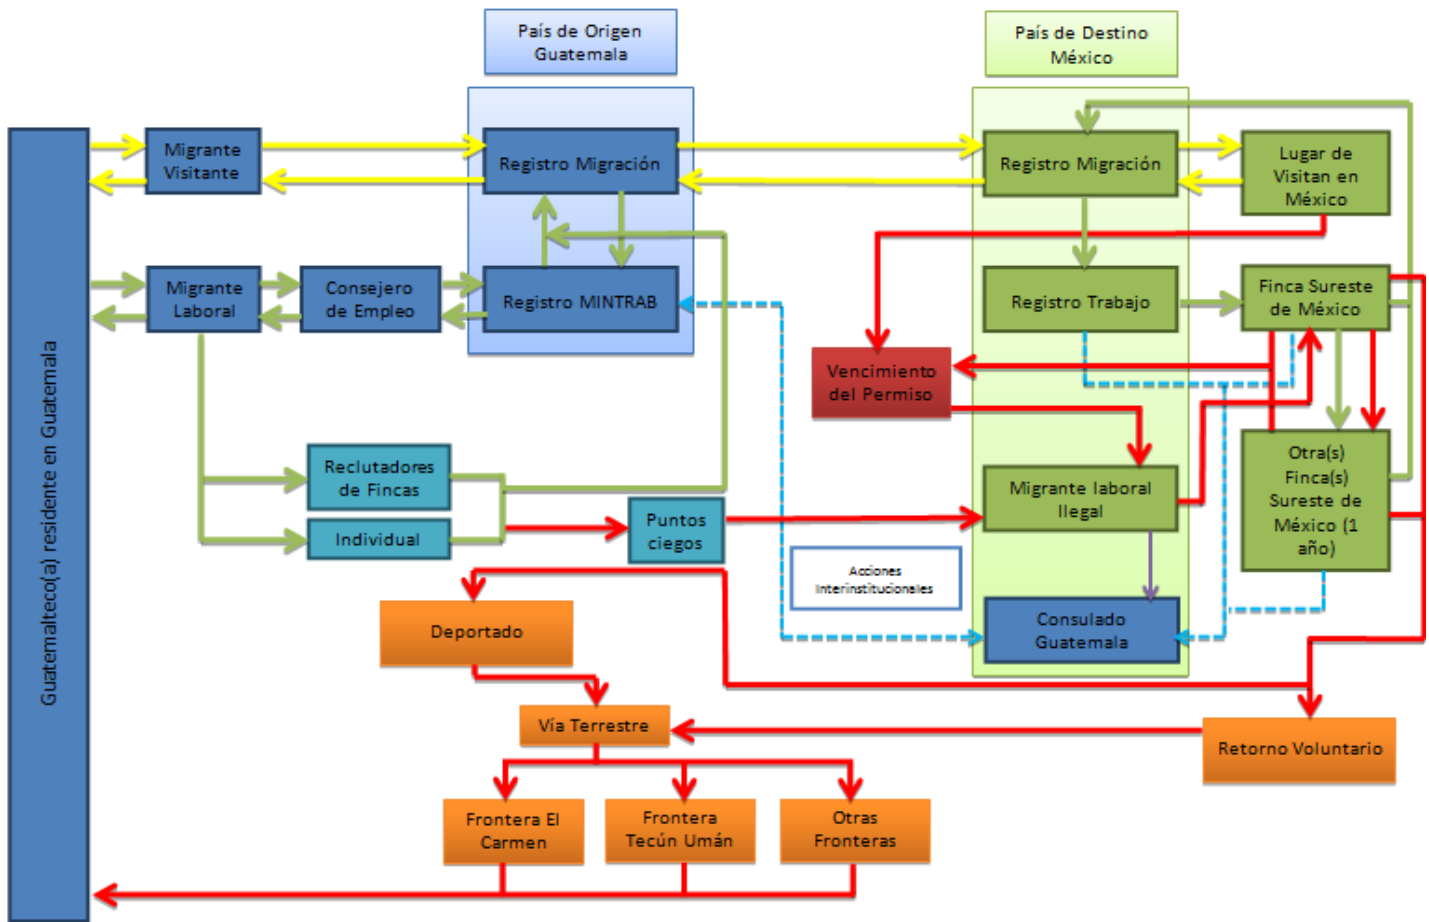 País de Origen
Guatemala
País de Destino
México
Guatemalteco(a) residente en Guatemala
Migrante
Visitante
Registro Migración
Registro Migración
Lugar de
Visitan en
México
Migrante
Laboral
Consejero
de Empleo
Registro MINTRAB
Registro Trabajo
Finca Sureste
de México
Vencimiento
del Permiso
Reclutadores
de Fincas
Individual
Puntos
ciegos
Migrante laboral
Ilegal
Otra(s)
Finca(s)
Sureste de
México (1
año)
Acciones
Interinstitucionales
Deportado
Consulado
Guatemala
Vía Terrestre
Retorno Voluntario
Frontera El
Carmen
Frontera
Tecún Umán
Otras
Fronteras